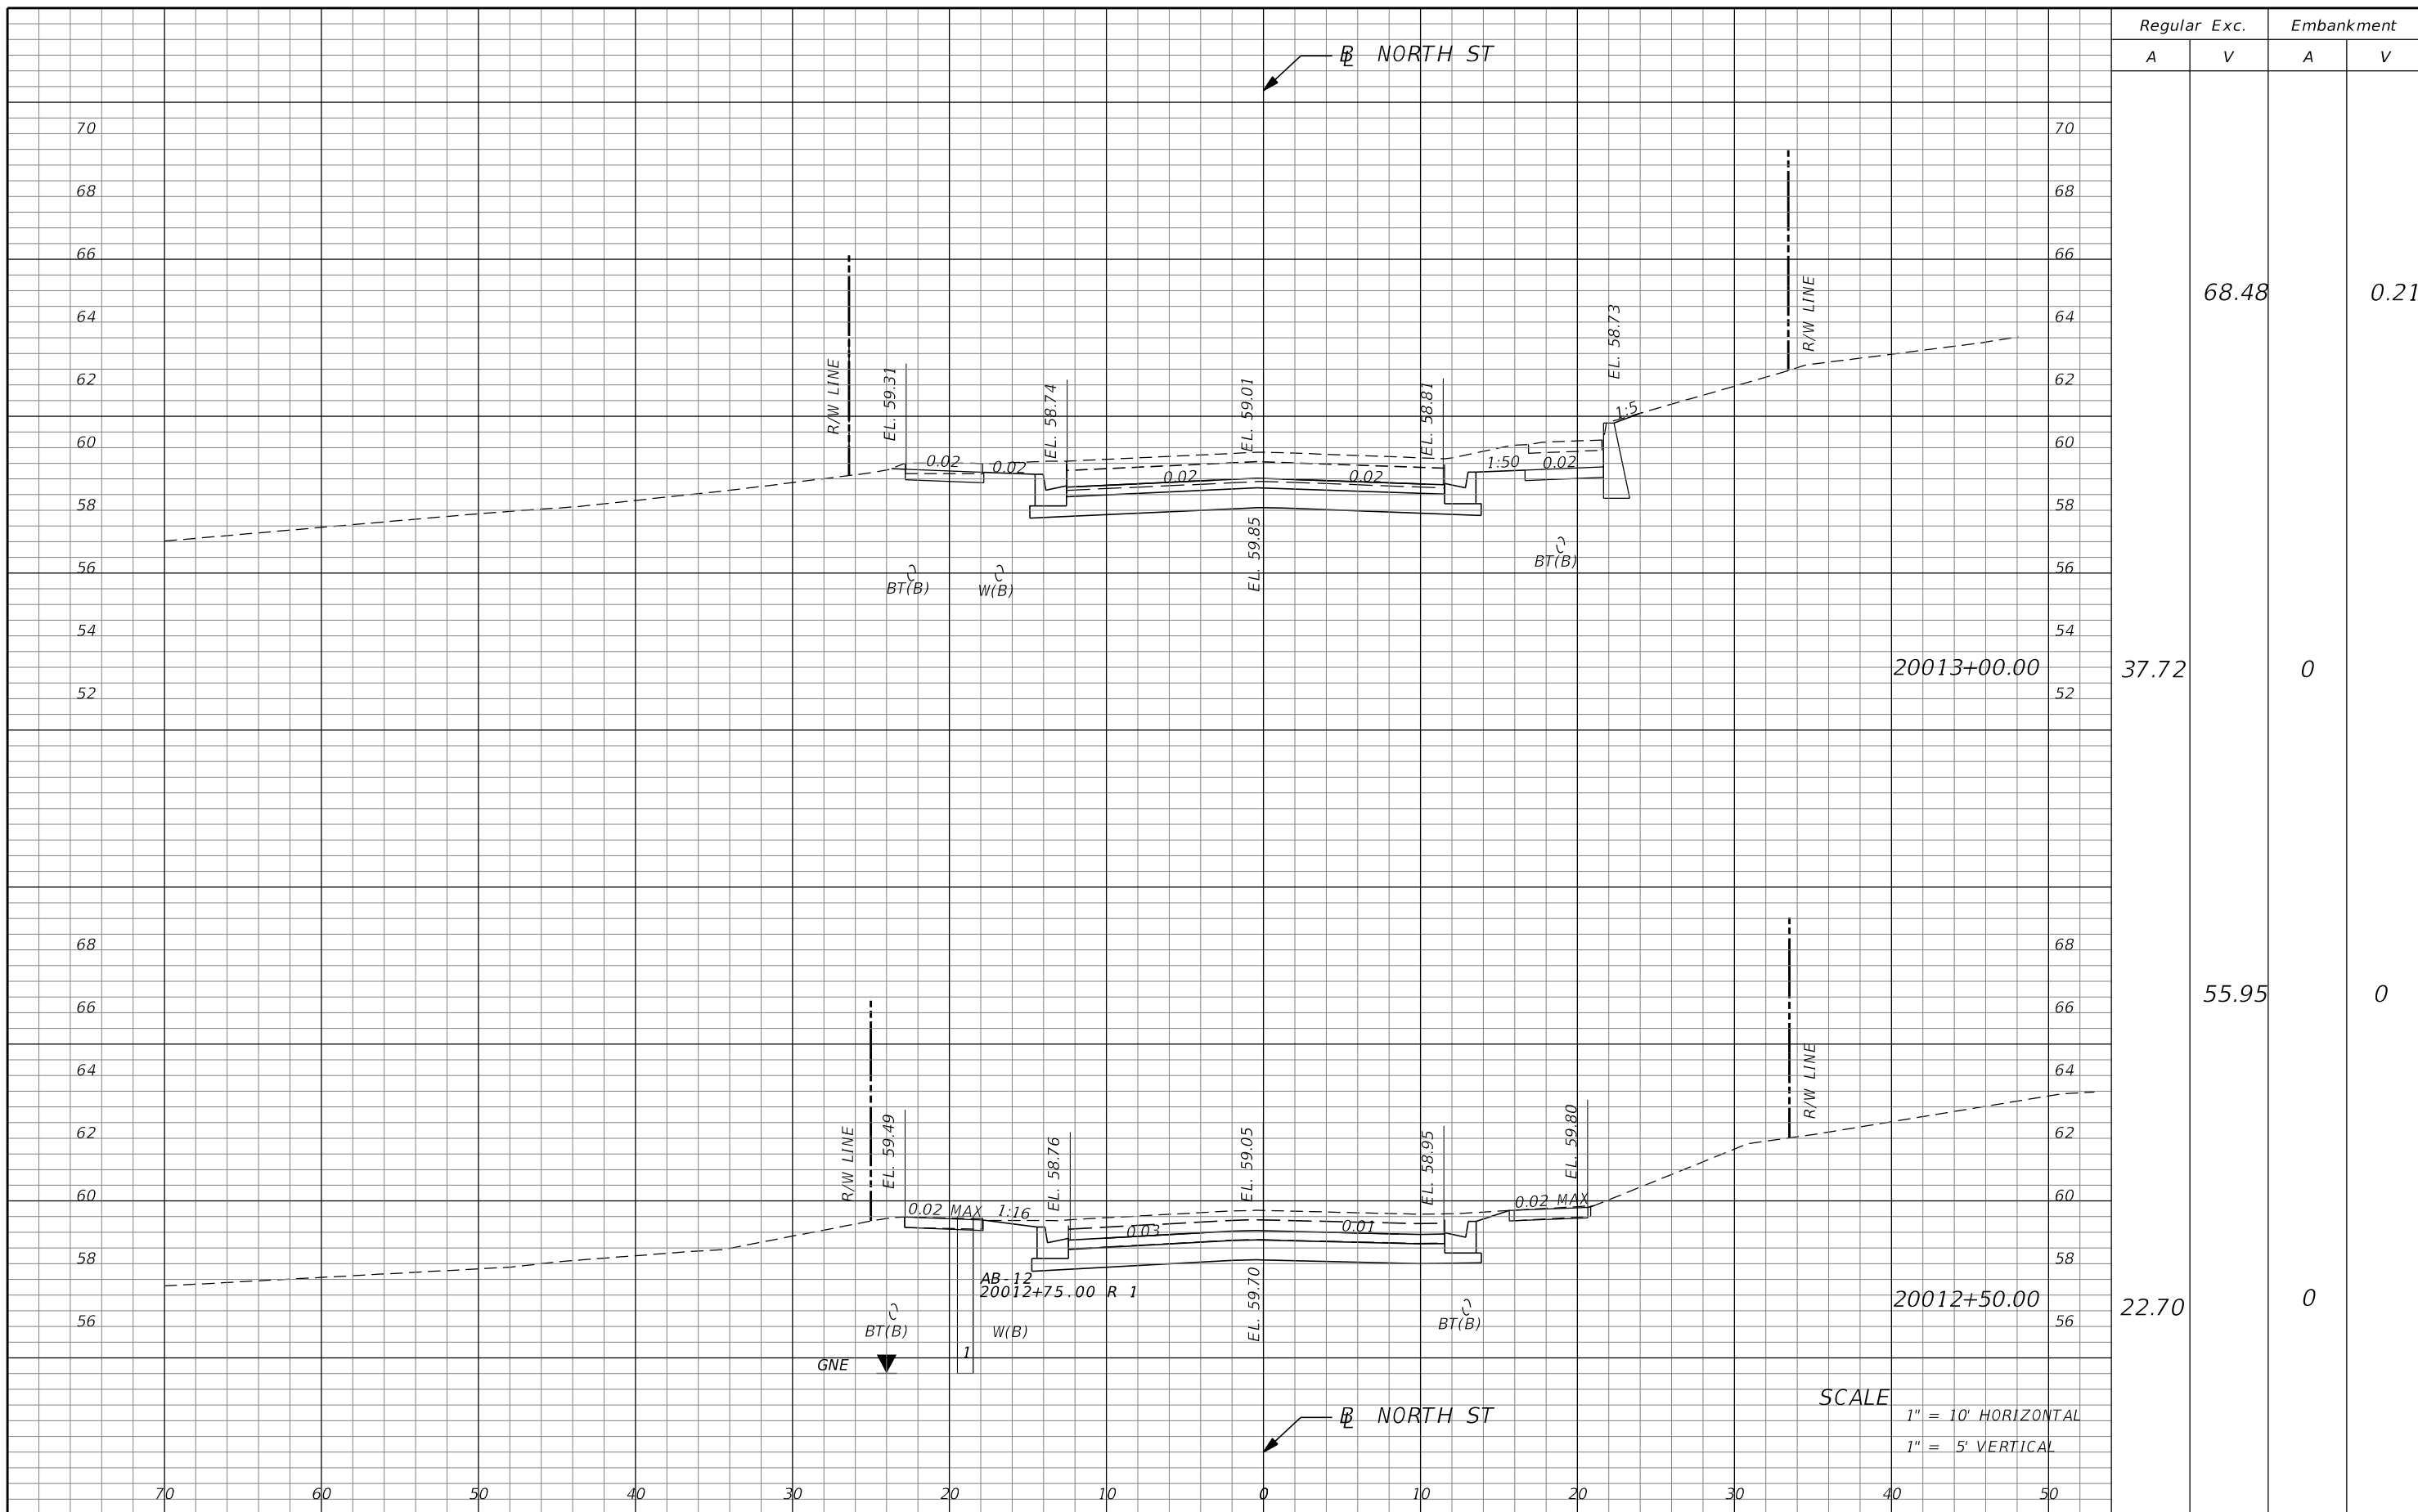 Regular Exc. Embankment
A V A V
BL NORTH ST
70 70
68 68
66 66
68.48 0.21
64 64
R/W LINE EL. 59.31 EL. 58.74 EL. 59.01 EL. 58.81 EL. 58.73 R/W LINE
62 62
1:5
60 60
0.02 0.02 0.02 0.02 1:50 0.02
58 58
EL. 59.85
BT(B) W(B) BT(B)
56 56
54 54
20013+00.00 37.72 0
52 52
68 68
55.95 0
66 66
64 64
R/W LINE EL. 59.49 EL. 58.76 EL. 59.05 EL. 58.95 EL. 59.80 R/W LINE
62 62
60 60
0.02 MAX 1:16 0.03 0.01 0.02 MAX
58 58
AB-12
20012+75.00 R 1
EL. 59.70
20012+50.00 22.70 0
56 56
BT(B) W(B) BT(B)
1
GNE
SCALE
1" = 10' HORIZONTAL
1" = 5' VERTICAL
BL NORTH ST
70 60 50 40 30 20 10 0 10 20 30 40 50